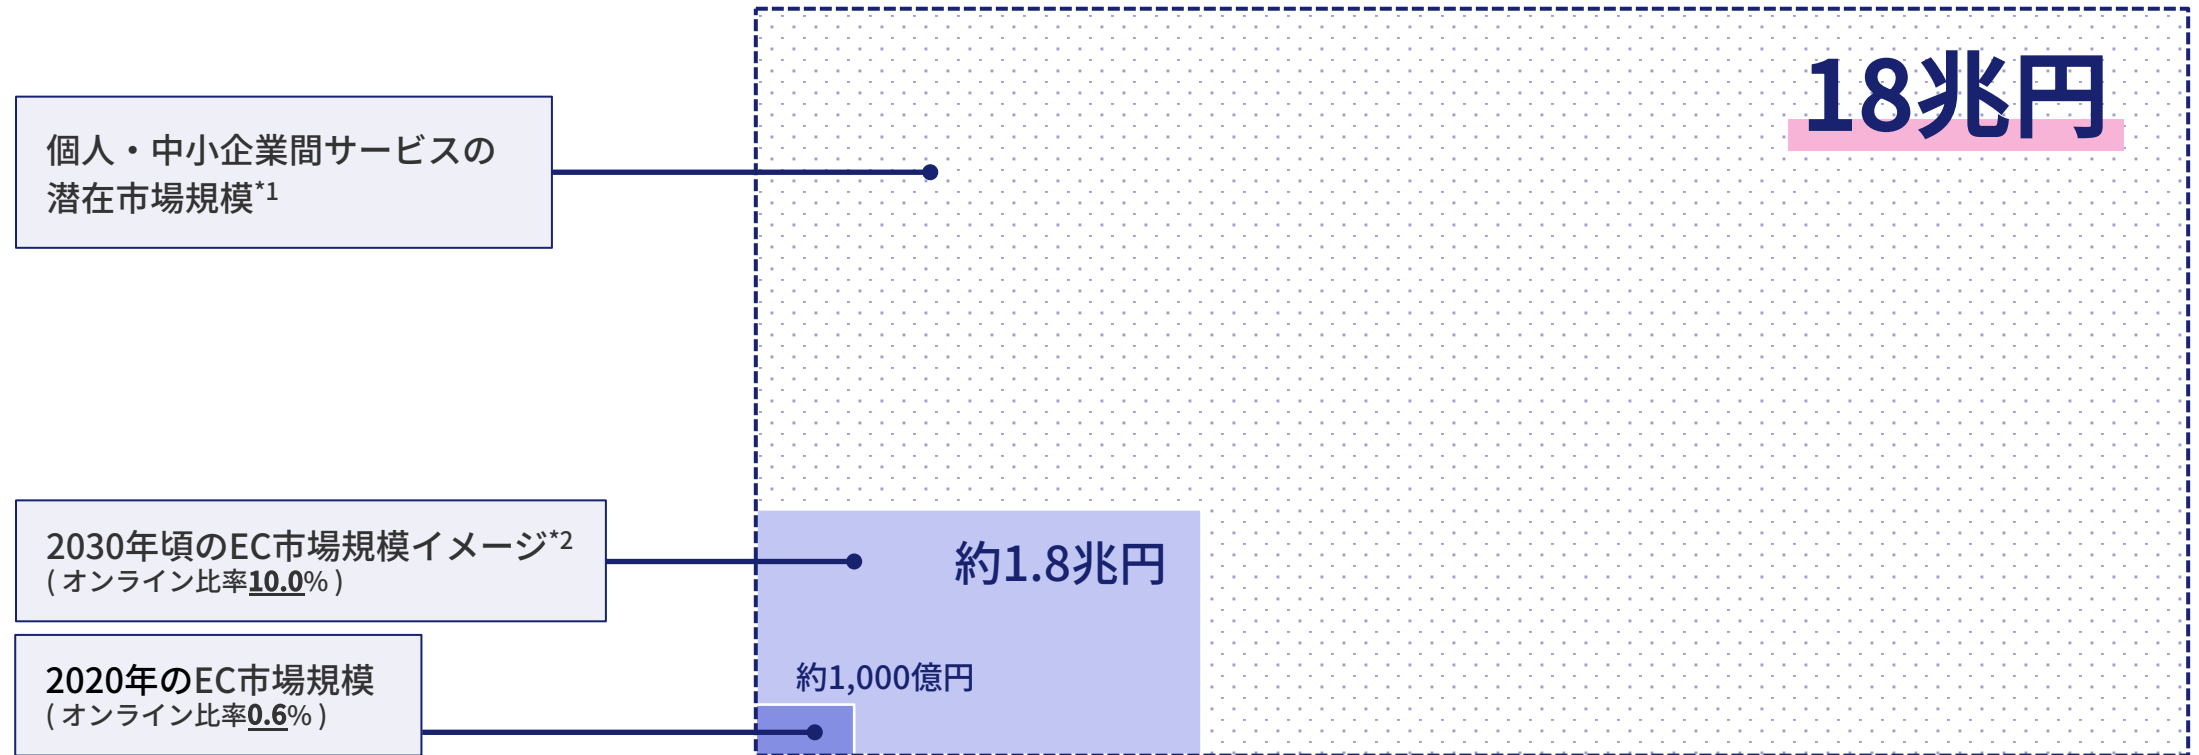 18兆円
個人・中小企業間サービスの
潜在市場規模*1
2030年頃のEC市場規模イメージ*2
( オンライン比率10.0% )
約1.8兆円
2020年のEC市場規模
( オンライン比率0.6% )
約1,000億円